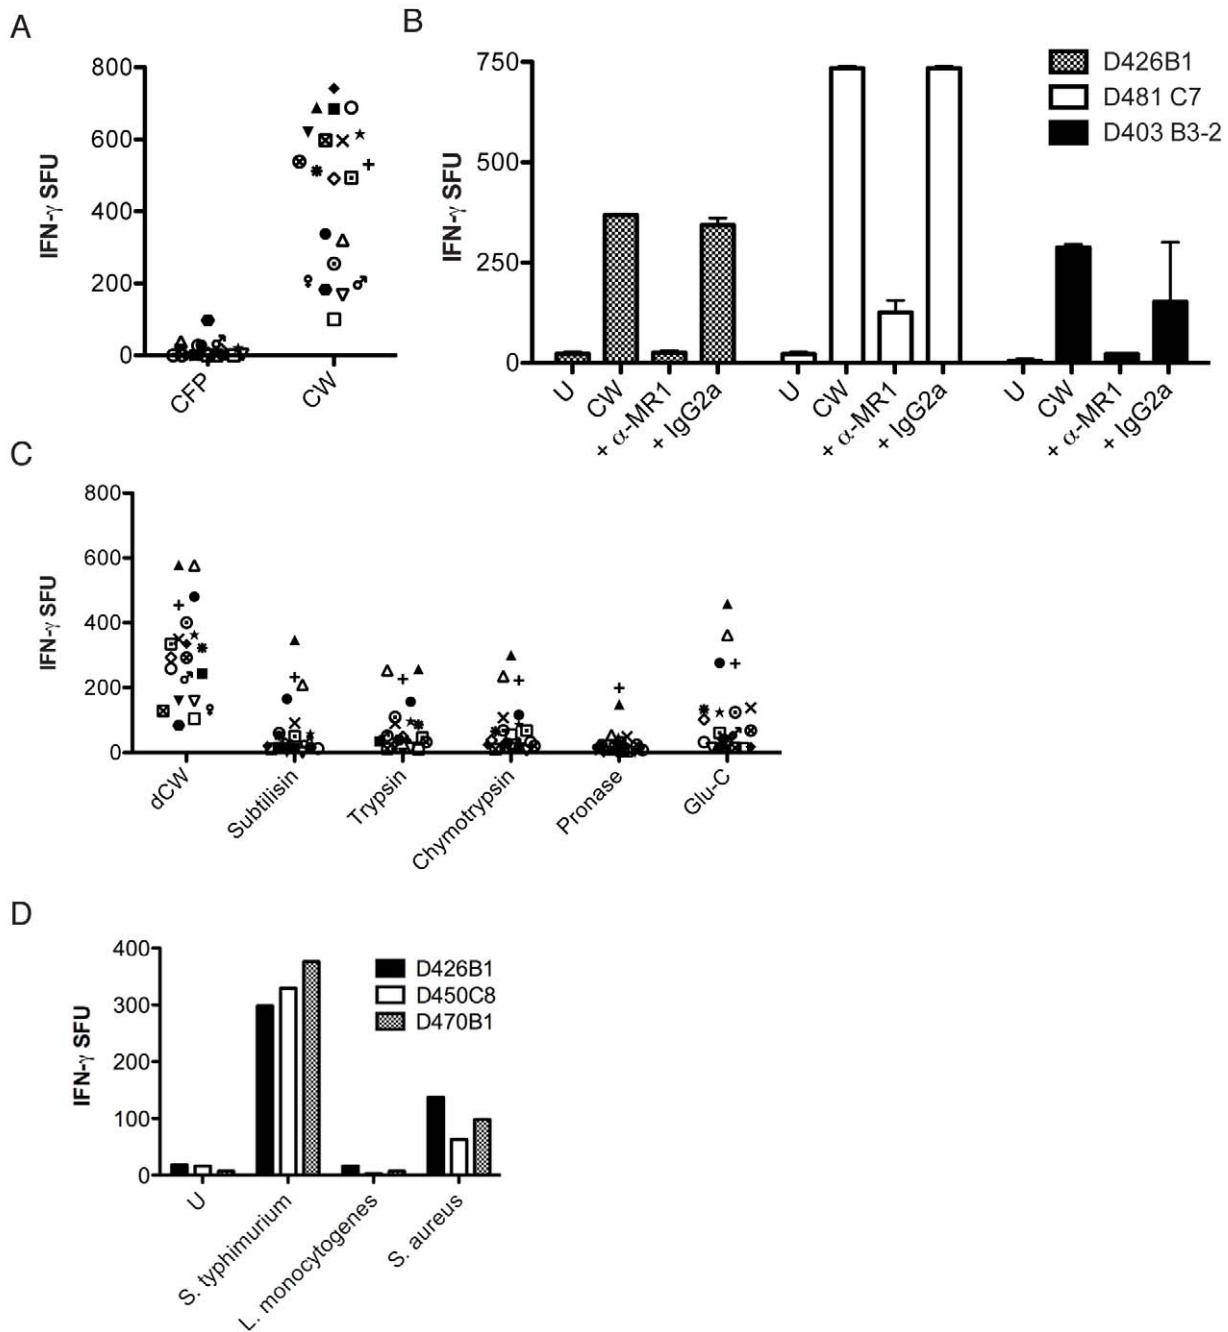 A
IFN-γ SFU
800
600
400
200
0
CFP
CW
B
IFN-γ SFU
750
500
250
0
D426B1
D481 C7
D403 B3-2
U
CW
+ α-MR1
+ IgG2a
U
CW
+ α-MR1
+ IgG2a
U
CW
+ α-MR1
+ IgG2a
C
IFN-γ SFU
800
600
400
200
0
dCW
Subtilisin
Trypsin
Chymotrypsin
Pronase
Glu-C
D
IFN-γ SFU
400
300
200
100
0
D426B1
D450C8
D470B1
U
S. typhimurium
L. monocytogenes
S. aureus